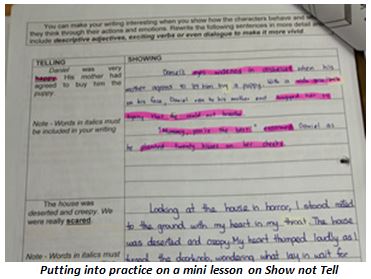 You can make your writing interesting when you show how the characters behave and
they think through their actions and emotions. Rewrite the following sentences in more detail
include descriptive adjectives, exciting verbs or even dialogue to make it more vivid.
TELLING
SHOWING
Daniel was very
happy. His mother had
agreed to buy him the
puppy.
Note - Words in italics must
be included in your writing
Daniel's eyes widened in disbelief when his
mother agreed to buy him a puppy. With a
on his face, Daniel ran to his mother and hugged her so
tightly that she could not breathe.
"Mommy, you're the best!" exclaimed Daniel as
he planted twenty kisses on her cheeks.
The house was
deserted and creepy. We
were really scared.
Note - Words in italics must
Looking at the house in horror, I stood rooted
to the ground with my heart in my throat. The house
was deserted and creepy. My heart thumped loudly as I
the doorknob, wondering what lay in wait for
Putting into practice on a mini lesson on Show not Tell